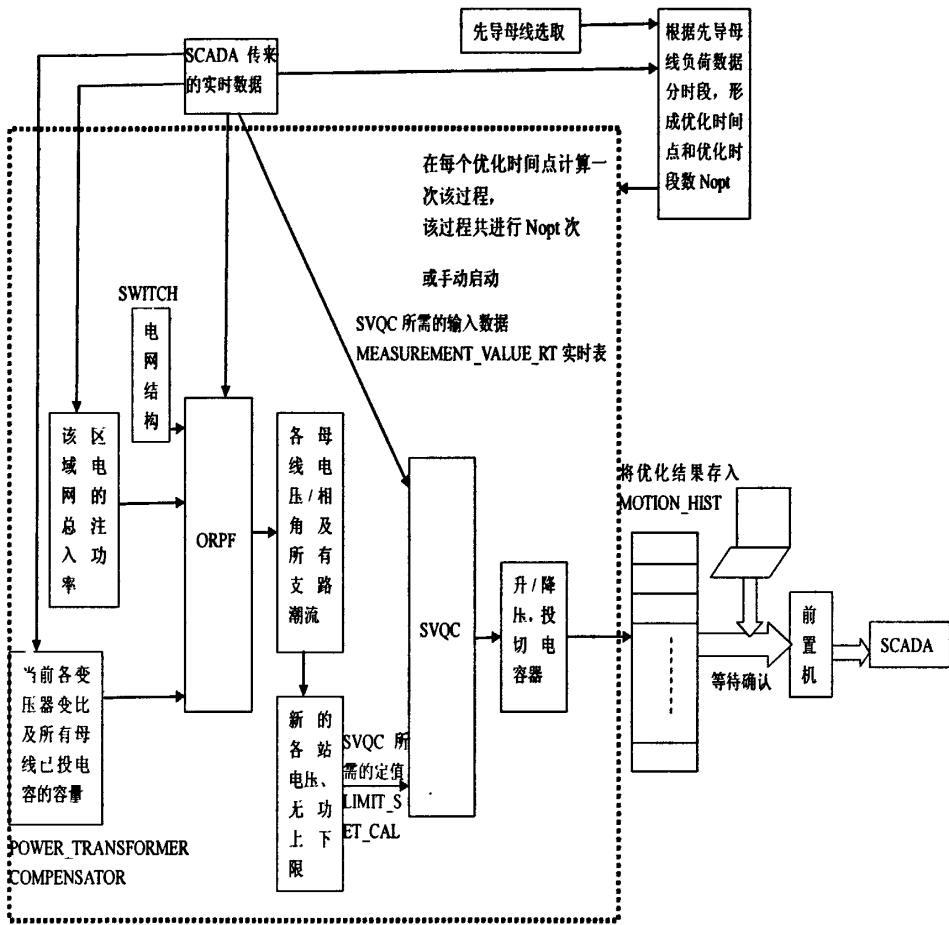 先导母线选取
SCADA 传来
的实时数据
根据先导母
线负荷数据
分时段，形
成优化时间
点和优化时
段数 Nopt
在每个优化时间点计算一
次该过程，
该过程共进行 Nopt 次
或手动启动
SVQC 所需的输入数据
MEASUREMENT_VALUE_RT 实时表
SWITCH
电
网
结
构
该 区
域 电
网 的
总 注
入 功
率
ORPF
各 母
线 电
压/相
角 及
所 有
支 路
潮流
SVQC
升/降
压，投
切 电
容器
将优化结果存入
MOTION_HIST
等待确认
前
置
机
SCADA
当前各变
压器变比
及所有母
线已投电
容的容量
POWER_TRANSFORMER
COMPENSATOR
新 的
各 站
电压、
无 功
上 下
限
SVQC 所
需的定值
LIMIT_S
ET_CAL